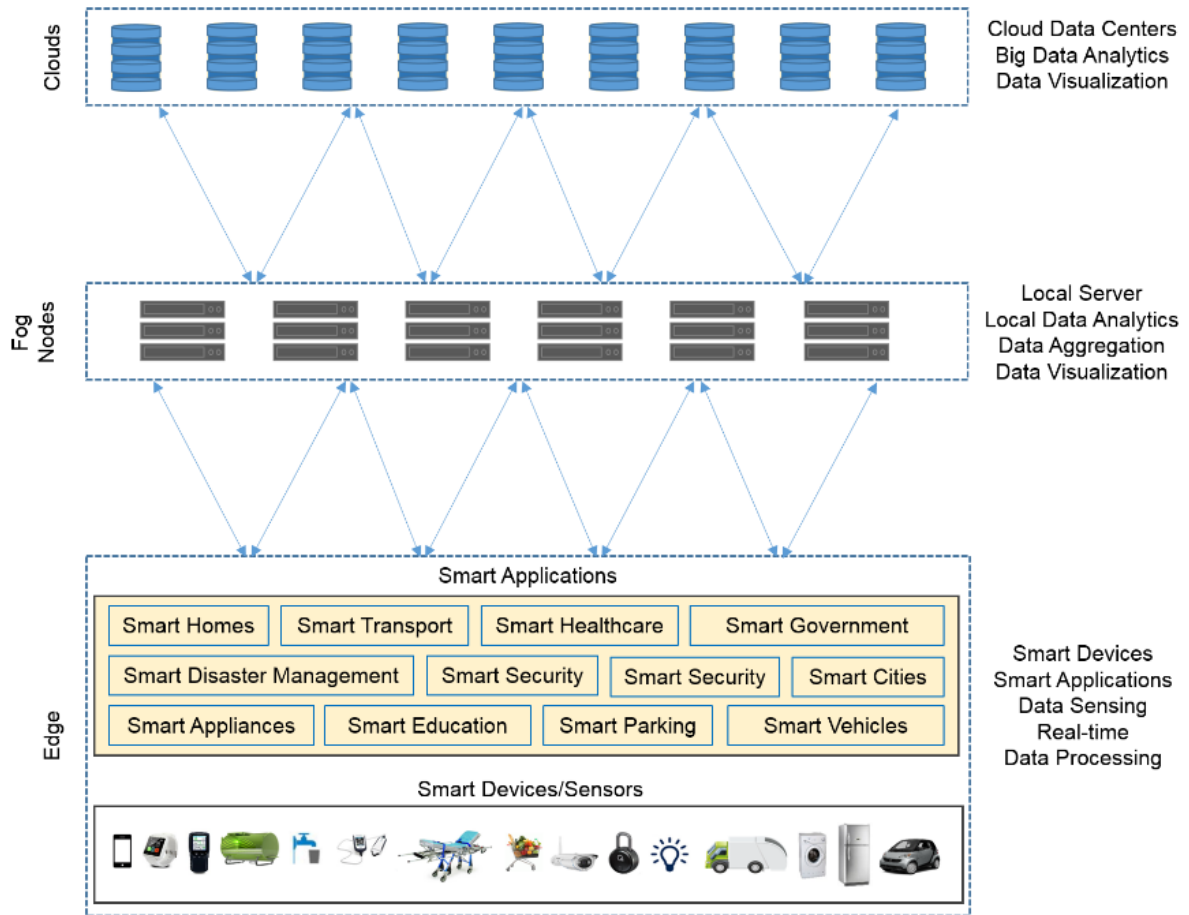 Clouds
Cloud Data Centers
Big Data Analytics
Data Visualization
Fog
Nodes
Local Server
Local Data Analytics
Data Aggregation
Data Visualization
Edge
Smart Applications
Smart Homes
Smart Transport
Smart Healthcare
Smart Government
Smart Disaster Management
Smart Security
Smart Security
Smart Cities
Smart Appliances
Smart Education
Smart Parking
Smart Vehicles
Smart Devices/Sensors
Smart Devices
Smart Applications
Data Sensing
Real-time
Data Processing